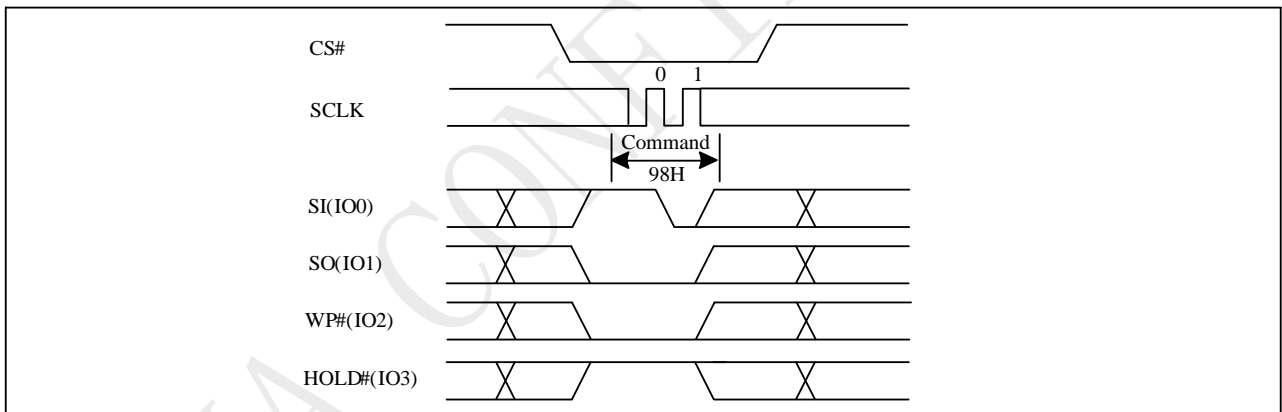 CS#
0 1
SCLK
Command
98H
SI(IO0)
SO(IO1)
WP#(IO2)
HOLD#(IO3)